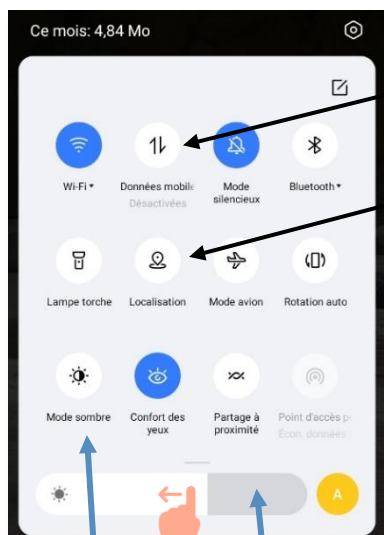 Ce mois: 4,84 Mo
Wi-Fi
Données mobile
Désactivées
Mode
silencieux
Bluetooth
Lampe torche
Localisation
Mode avion
Rotation auto
Mode sombre
Confort des
yeux
Partage à
proximité
Point d'accès p
Écon. données
A